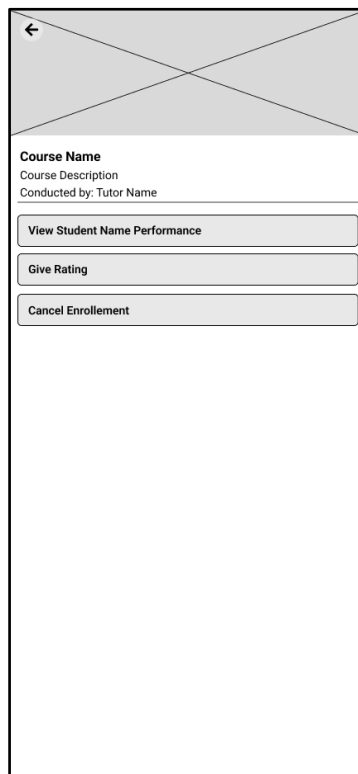 Course Name
Course Description
Conducted by: Tutor Name
View Student Name Performance
Give Rating
Cancel Enrollement